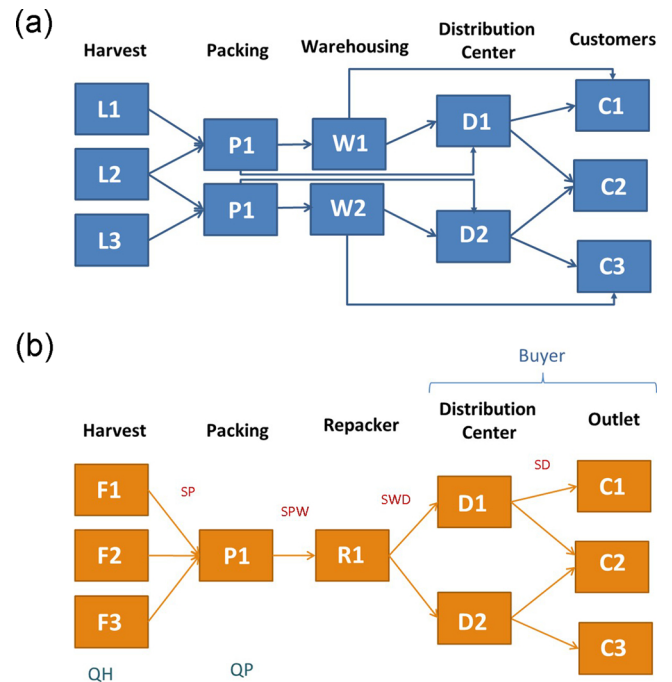 (a)
Harvest
Packing
Warehousing
Distribution
Center
Customers
L1
L2
L3
P1
P1
W1
W2
D1
D2
C1
C2
C3
(b)
Buyer
Harvest
Packing
Repacker
Distribution
Center
Outlet
F1
F2
F3
SP
P1
SPW
R1
SWD
D1
D2
SD
C1
C2
C3
QH
QP